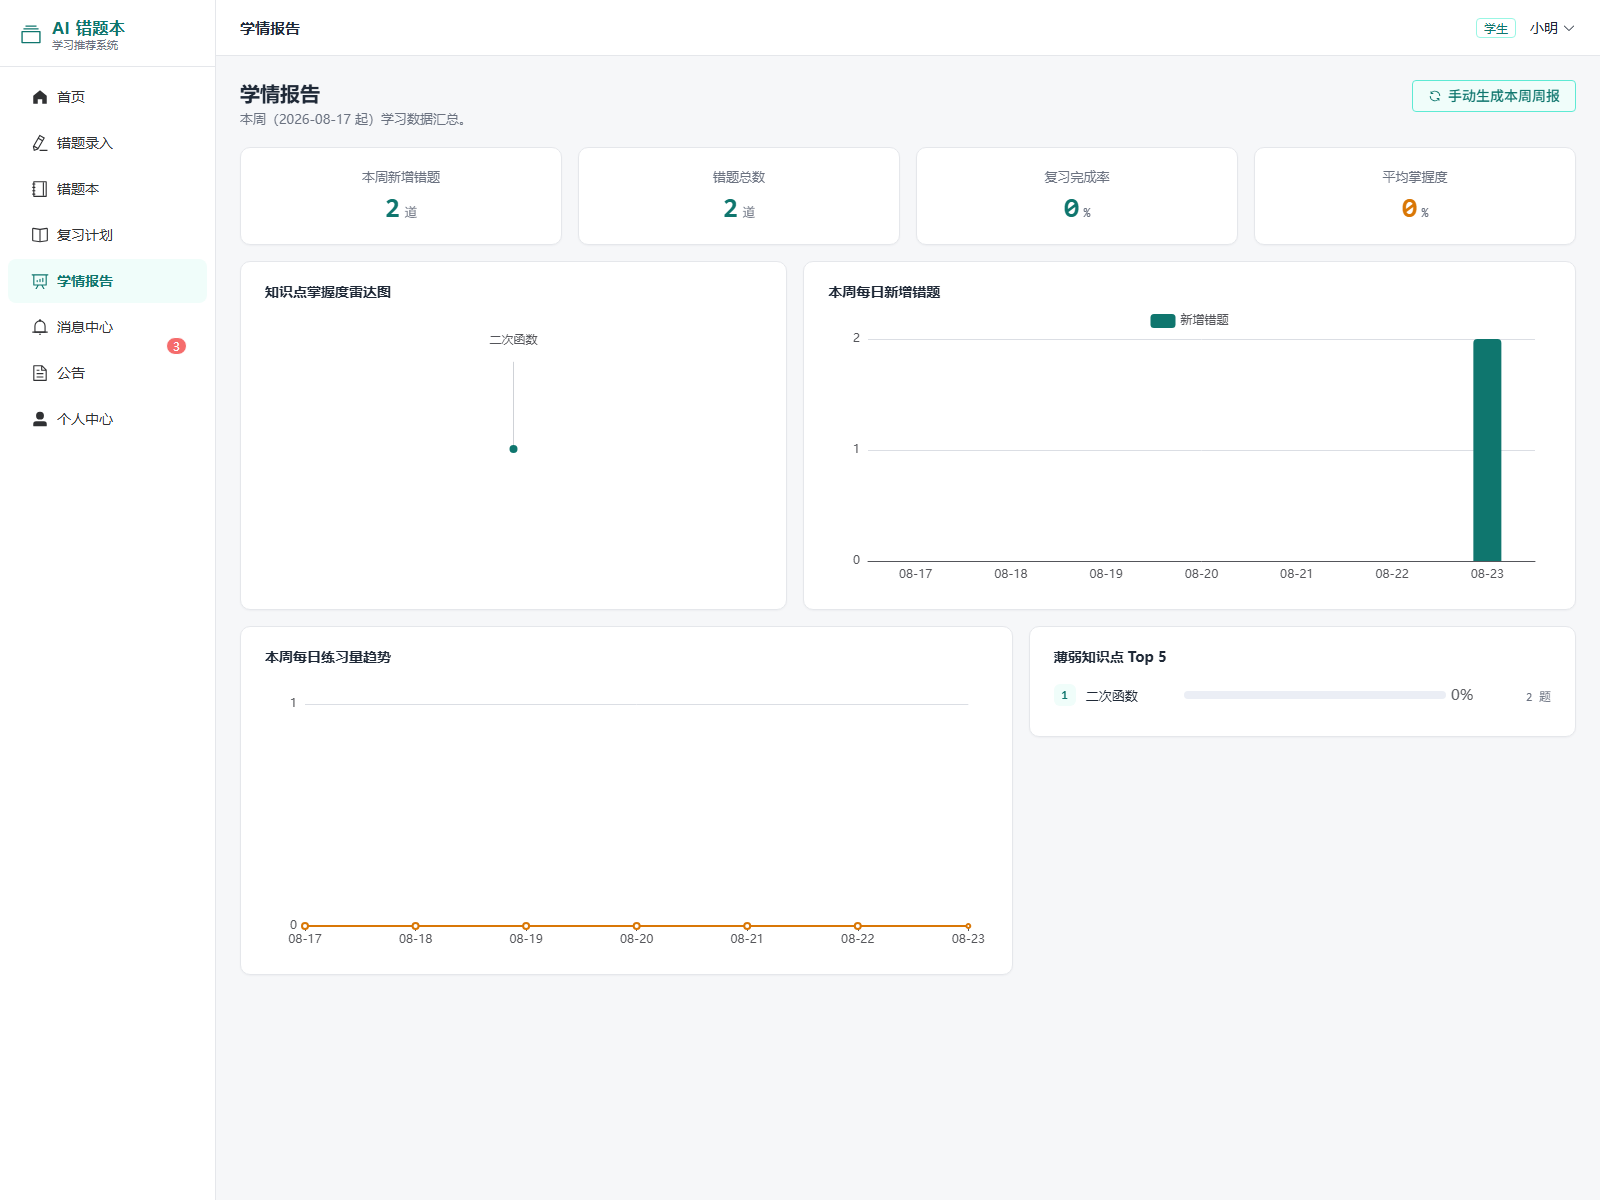 AI 错题本
学习推荐系统
首页
错题录入
错题本
复习计划
学情报告
消息中心
3
公告
个人中心
学情报告
学生
小明
学情报告
本周（2026-08-17 起）学习数据汇总。
手动生成本周周报
本周新增错题
2 道
错题总数
2 道
复习完成率
0 %
平均掌握度
0 %
知识点掌握度雷达图
二次函数
本周每日新增错题
新增错题
2
1
0
08-17 08-18 08-19 08-20 08-21 08-22 08-23
本周每日练习量趋势
1
0
08-17 08-18 08-19 08-20 08-21 08-22 08-23
薄弱知识点 Top 5
1 二次函数 0% 2 题